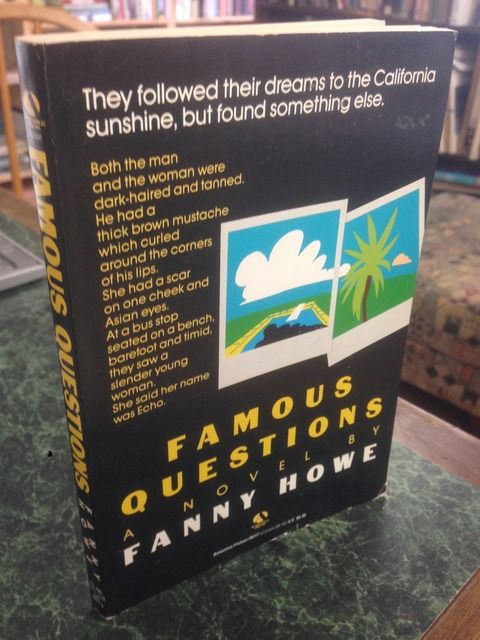 They followed their dreams to the California
sunshine, but found something else.
Both the man
and the woman were
dark-haired and tanned.
He had a
thick brown mustache
which curled
around the corners
of his lips.
She had a scar
on one cheek and
Asian eyes.
At a bus stop
seated on a bench,
barefoot and timid,
they saw a
slender young
woman.
She said her name
was Echo.
FAMOUS
QUESTIONS
A NOVEL BY
FANNY HOWE
FAMOUS QUESTIONS